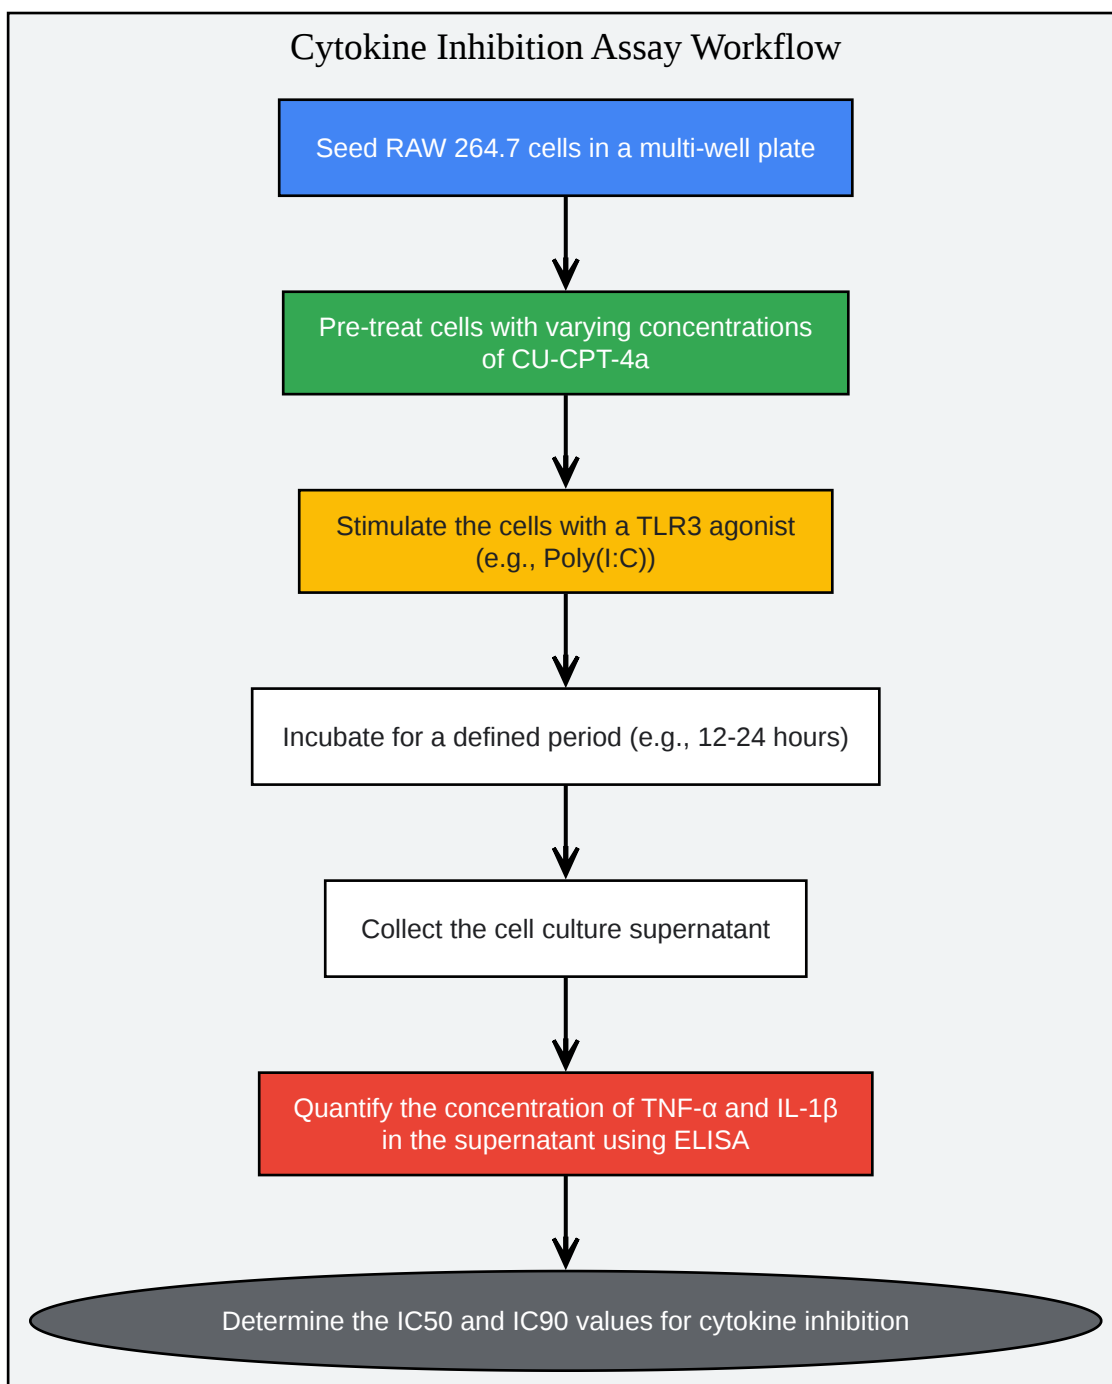 Cytokine Inhibition Assay Workflow
Seed RAW 264.7 cells in a multi-well plate
Pre-treat cells with varying concentrations
of CU-CPT-4a
Stimulate the cells with a TLR3 agonist
(e.g., Poly(I:C))
Incubate for a defined period (e.g., 12-24 hours)
Collect the cell culture supernatant
Quantify the concentration of TNF-α and IL-1β
in the supernatant using ELISA
Determine the IC50 and IC90 values for cytokine inhibition